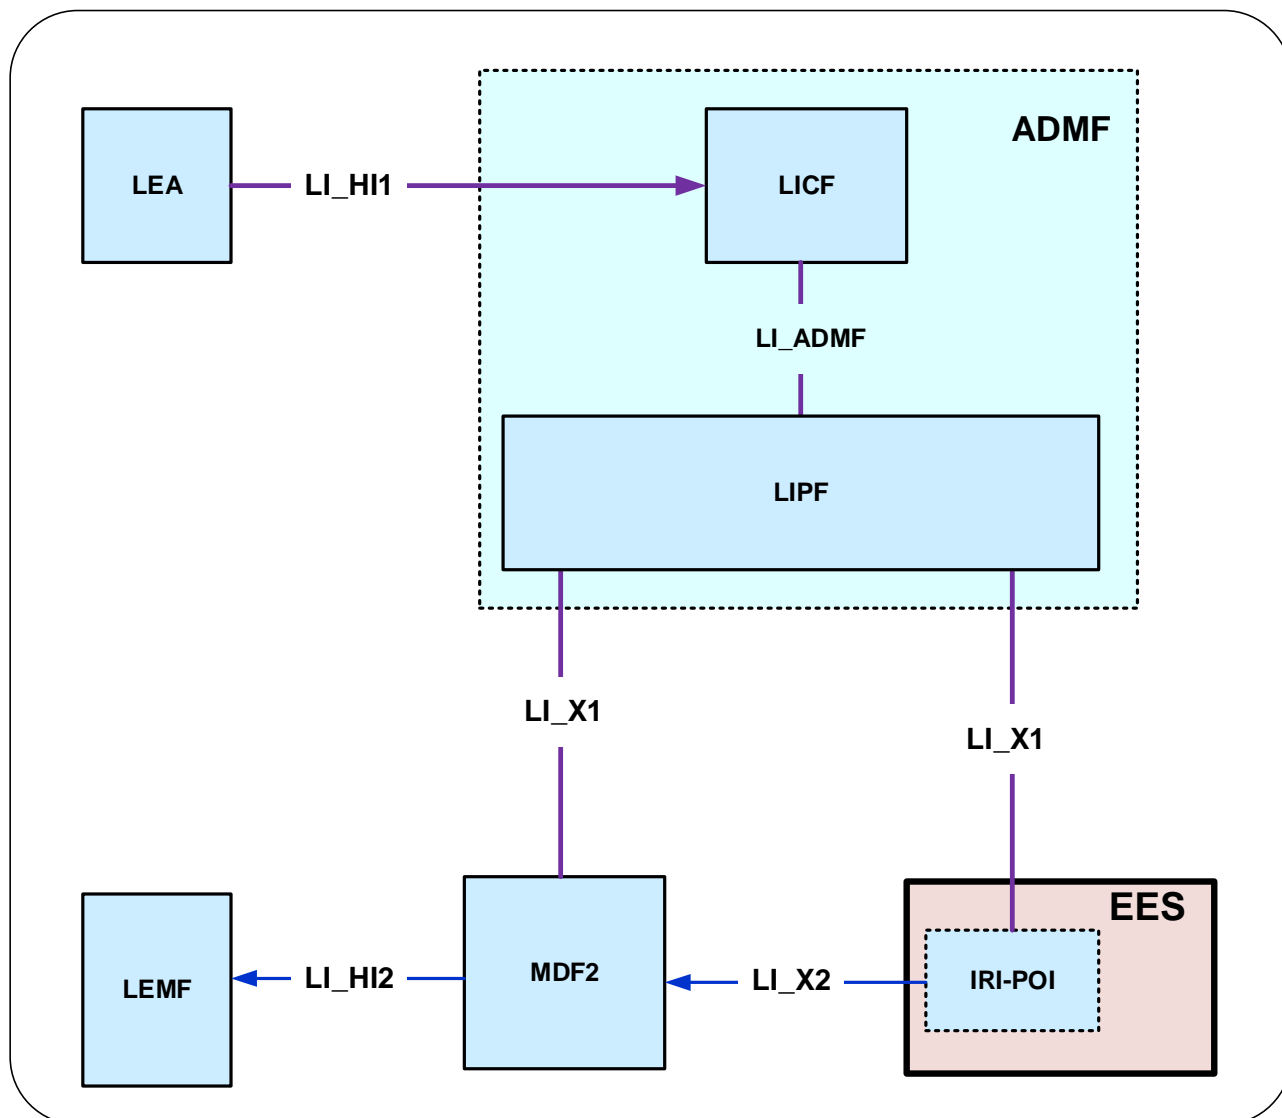 ADMF
LEA
LI_HI1
LICF
LI_ADMF
LIPF
LI_X1
LI_X1
EES
LEMF
LI_HI2
MDF2
LI_X2
IRI-POI